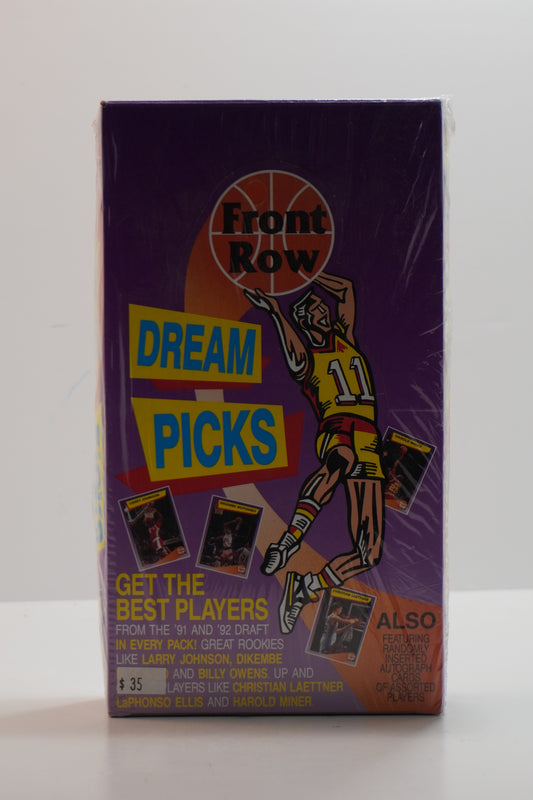 Front
Row
DREAM
PICKS
11
GET THE
BEST PLAYERS
FROM THE '91 AND '92 DRAFT
IN EVERY PACK! GREAT ROOKIES
LIKE LARRY JOHNSON, DIKEMBE
AND BILLY OWENS, UP AND
LAYERS LIKE CHRISTIAN LAETTNER
LaPHONSO ELLIS AND HAROLD MINER
$ 35
ALSO
FEATURING
RANDOMLY
INSERTED
AUTOGRAPH
CARDS
OF ASSORTED
PLAYERS